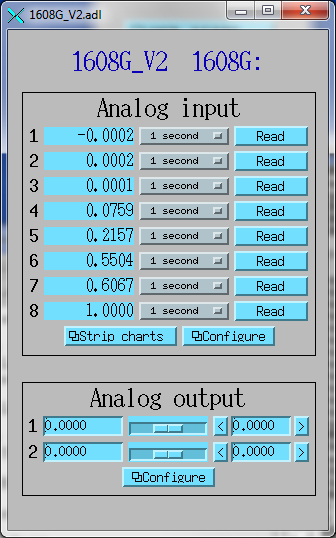 1608G_V2.adl
1608G_V2 1608G:
Analog input
1 -0.0002 1 second Read
2 0.0002 1 second Read
3 0.0001 1 second Read
4 0.0759 1 second Read
5 0.2157 1 second Read
6 0.5504 1 second Read
7 0.6067 1 second Read
8 1.0000 1 second Read
Strip charts Configure
Analog output
1 0.0000 < 0.0000 >
2 0.0000 < 0.0000 >
Configure